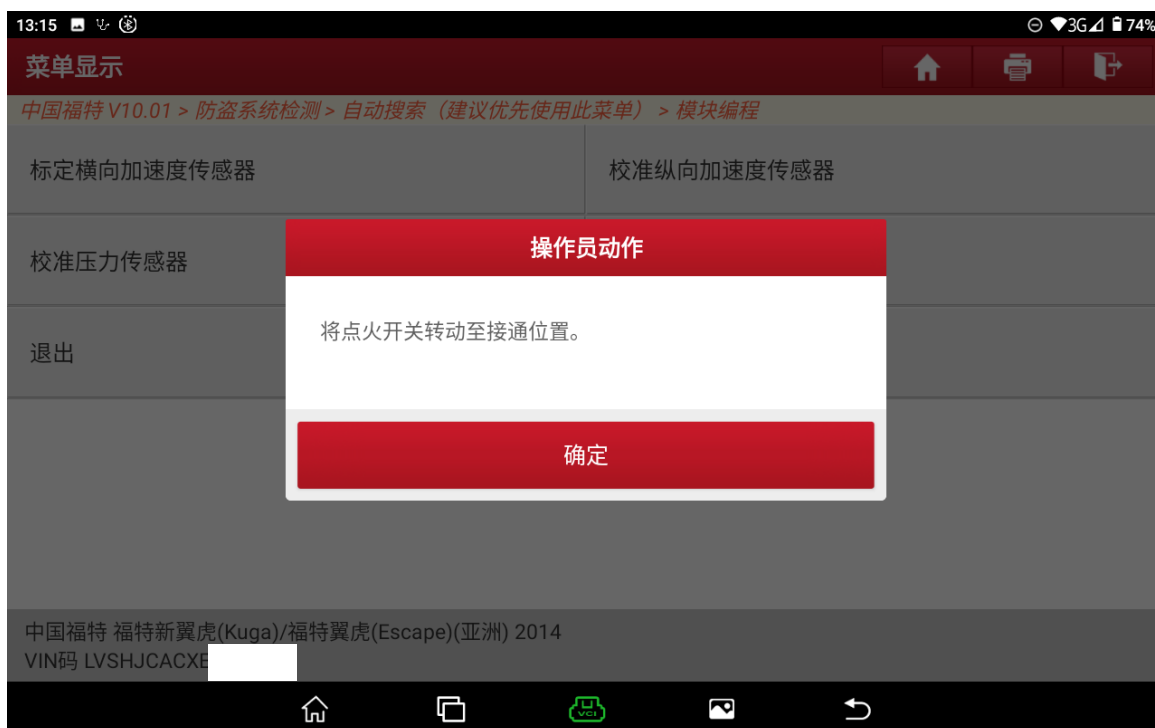 13:15
3G 74%
菜单显示
中国福特 V10.01 > 防盗系统检测 > 自动搜索（建议优先使用此菜单） > 模块编程
标定横向加速度传感器
校准纵向加速度传感器
校准压力传感器
操作员动作
将点火开关转动至接通位置。
退出
确定
中国福特 福特新翼虎(Kuga)/福特翼虎(Escape)(亚洲) 2014
VIN码 LVSHJCACXE
VCI